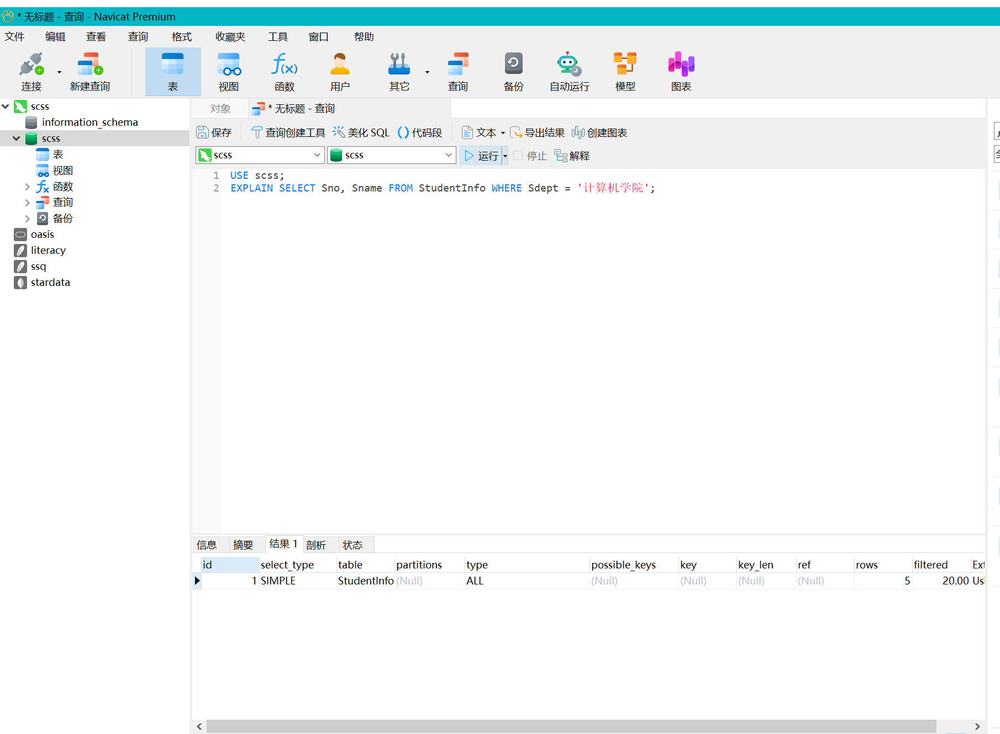 * 无标题 - 查询 - Navicat Premium
文件 编辑 查看 查询 格式 收藏夹 工具 窗口 帮助
连接 新建查询 表 视图 函数 用户 其它 查询 备份 自动运行 模型 图表
scss
information_schema
scss
表
视图
函数
查询
备份
oasis
literacy
ssq
stardata
对象 * 无标题 - 查询
保存 查询创建工具 美化 SQL () 代码段 文本 导出结果 创建图表
scss scss 运行 停止 解释
1 USE scss;
2 EXPLAIN SELECT Sno, Sname FROM StudentInfo WHERE Sdept = '计算机学院';
信息 摘要 结果 1 剖析 状态
id select_type table partitions type possible_keys key key_len ref rows filtered Ext
1 SIMPLE StudentInfo (Null) ALL (Null) (Null) (Null) (Null) 5 20.00 Usi